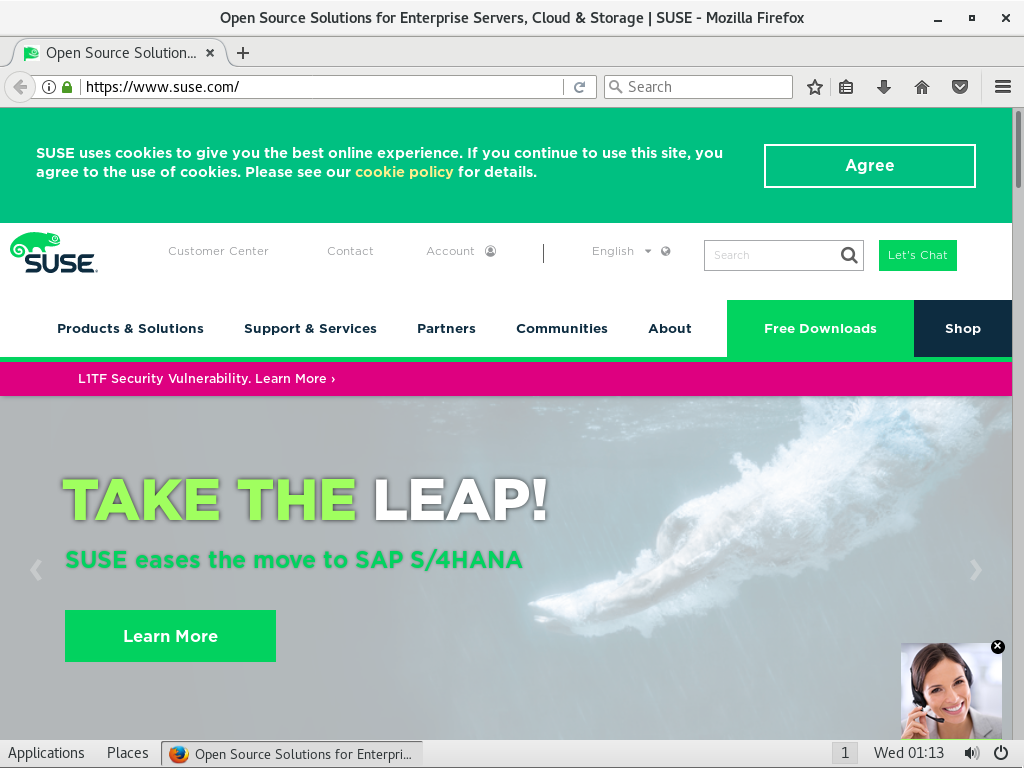 Open Source Solutions for Enterprise Servers, Cloud & Storage | SUSE - Mozilla Firefox
Open Source Solution...
https://www.suse.com/
Search
SUSE uses cookies to give you the best online experience. If you continue to use this site, you
agree to the use of cookies. Please see our cookie policy for details.
Agree
SUSE.
Customer Center
Contact
Account
English
Search
Let's Chat
Products & Solutions
Support & Services
Partners
Communities
About
Free Downloads
Shop
L1TF Security Vulnerability. Learn More ›
TAKE THE LEAP!
SUSE eases the move to SAP S/4HANA
Learn More
Applications
Places
Open Source Solutions for Enterpri...
1
Wed 01:13